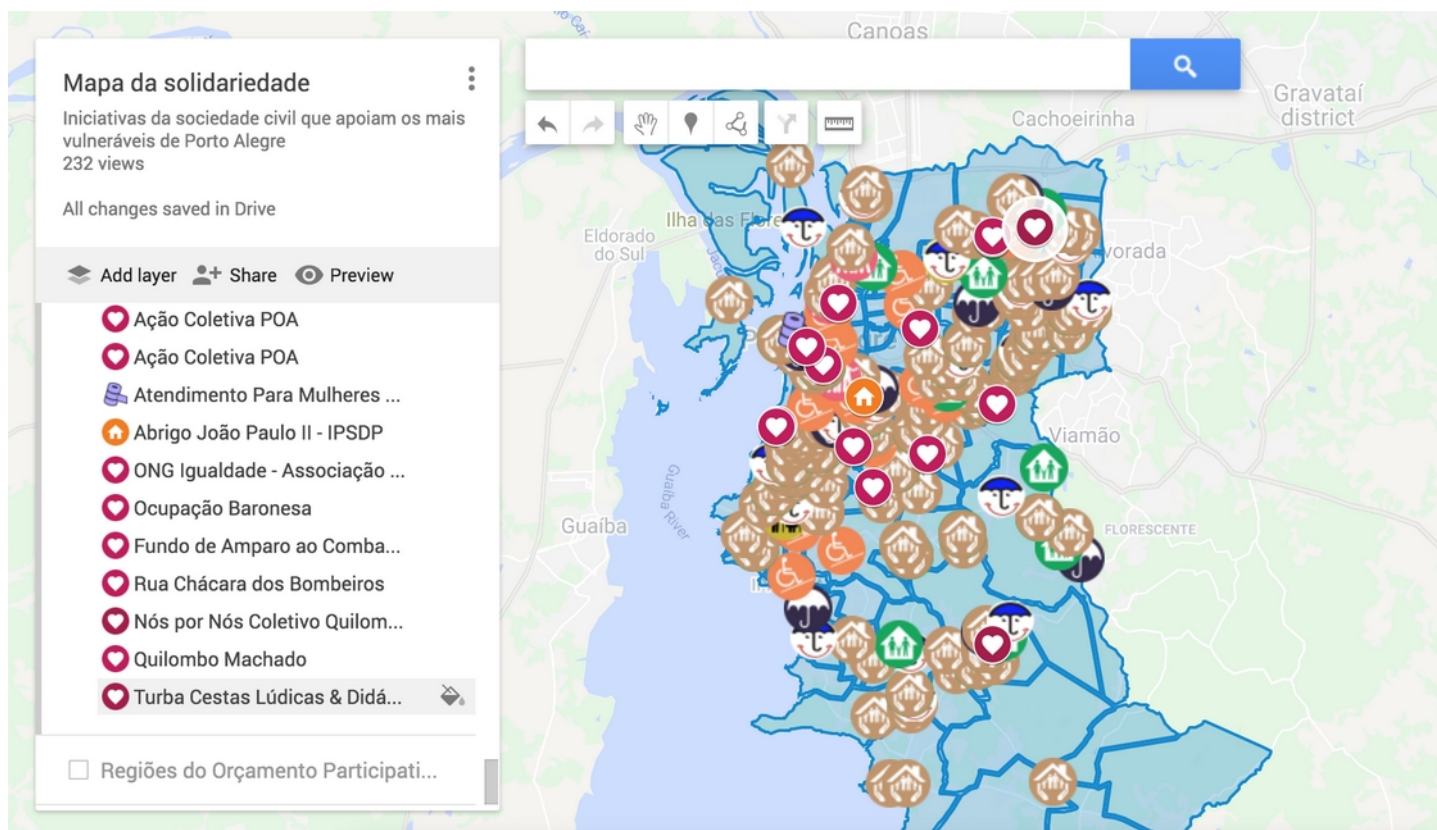 Mapa da solidariedade
Iniciativas da sociedade civil que apoiam os mais
vulneráveis de Porto Alegre
232 views
All changes saved in Drive
Add layer
Share
Preview
Ação Coletiva POA
Ação Coletiva POA
Atendimento Para Mulheres ...
Abrigo João Paulo II - IPSDP
ONG Igualdade - Associação ...
Ocupação Baronesa
Fundo de Amparo ao Comba...
Rua Chácara dos Bombeiros
Nós por Nós Coletivo Quilom...
Quilombo Machado
Turba Cestas Lúdicas & Didá...
Regiões do Orçamento Participati...
Canoas
Gravataí
district
Cachoeirinha
Ilha das Flore
Eldorado
do Sul
vorada
Viamão
Guaíba River
Guaíba
FLORESCENTE